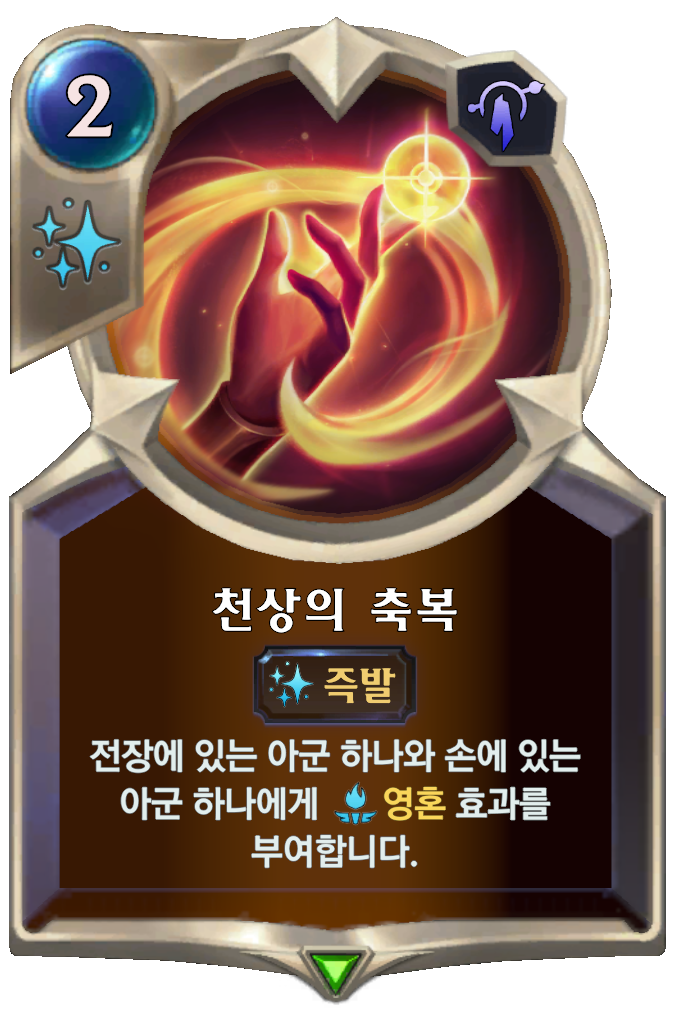 2
천상의 축복
즉발
전장에 있는 아군 하나와 손에 있는
아군 하나에게 영혼 효과를
부여합니다.